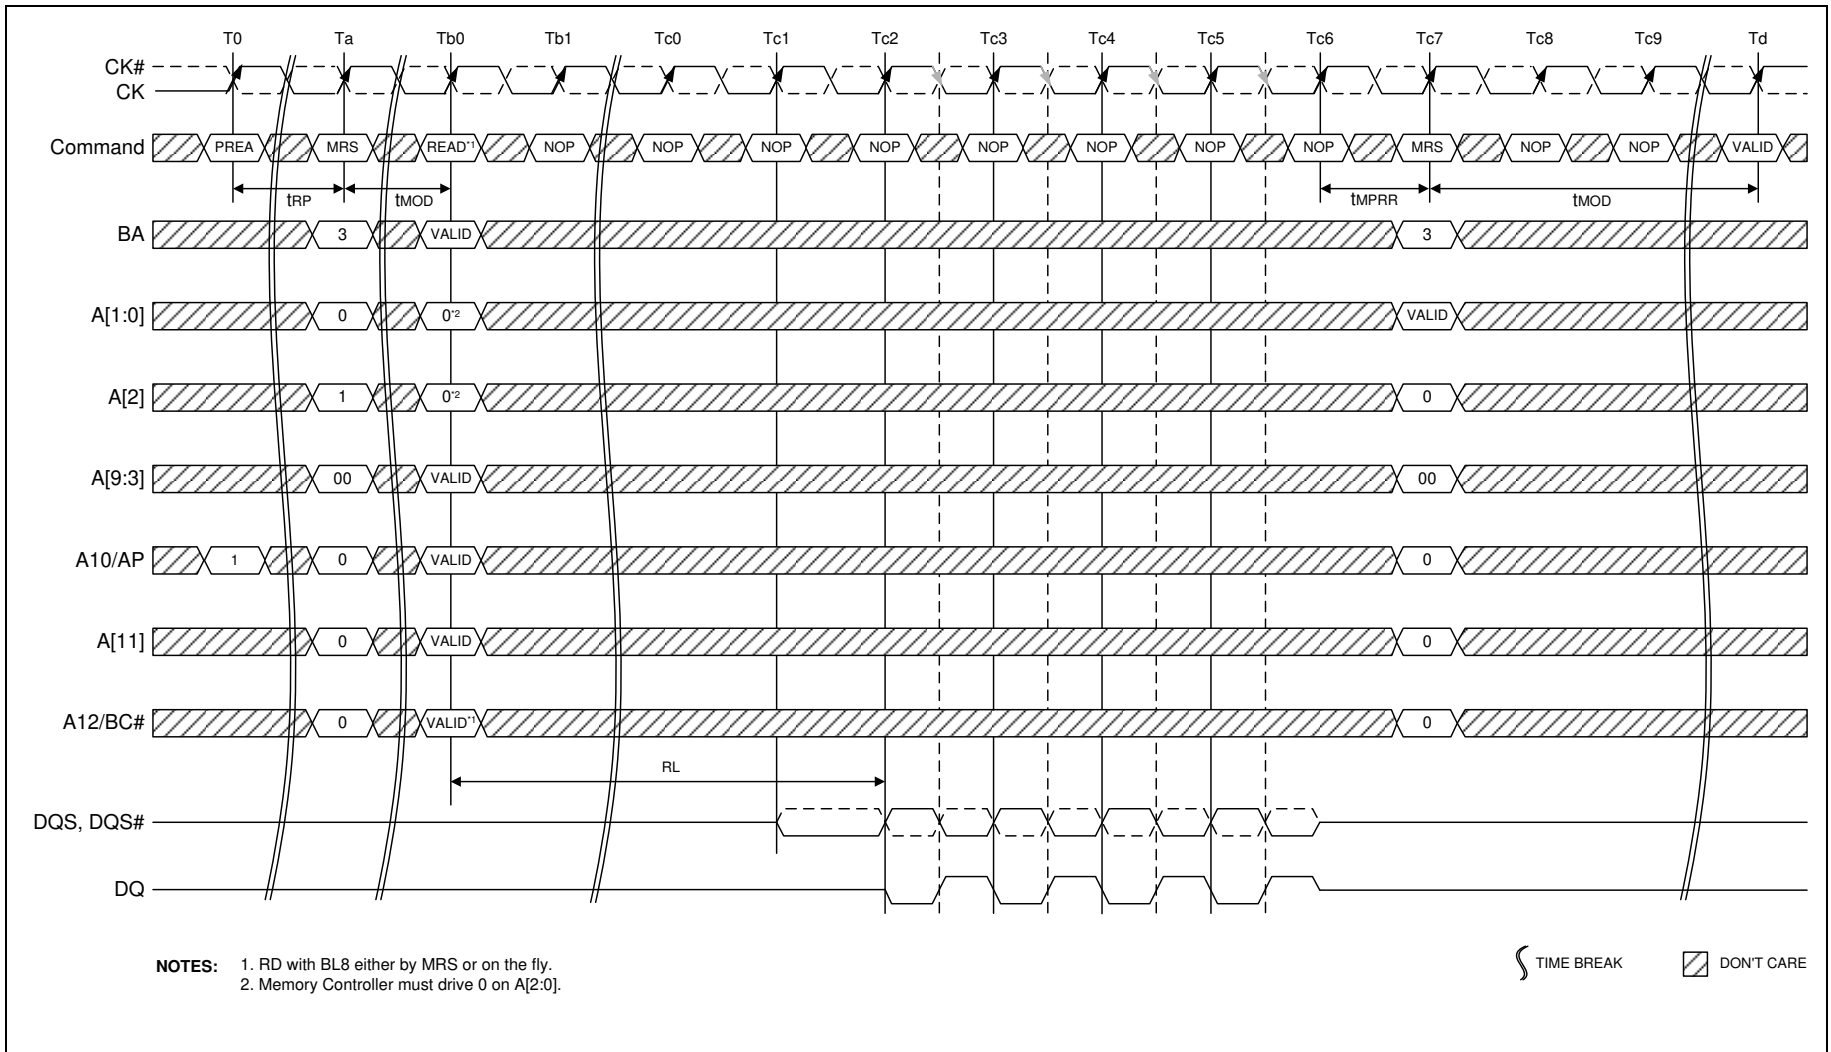 T0 Ta Tb0 Tb1 Tc0 Tc1 Tc2 Tc3 Tc4 Tc5 Tc6 Tc7 Tc8 Tc9 Td
CK#
CK
Command PREA MRS READ*1 NOP NOP NOP NOP NOP NOP NOP NOP MRS NOP NOP VALID
tRP tMOD tMPRR tMOD
BA 3 VALID 3
A[1:0] 0 0*2 VALID
A[2] 1 0*2 0
A[9:3] 00 VALID 00
A10/AP 1 0 VALID 0
A[11] 0 VALID 0
A12/BC# 0 VALID*1 0
RL
DQS, DQS#
DQ
NOTES: 1. RD with BL8 either by MRS or on the fly.
2. Memory Controller must drive 0 on A[2:0].
TIME BREAK DON'T CARE